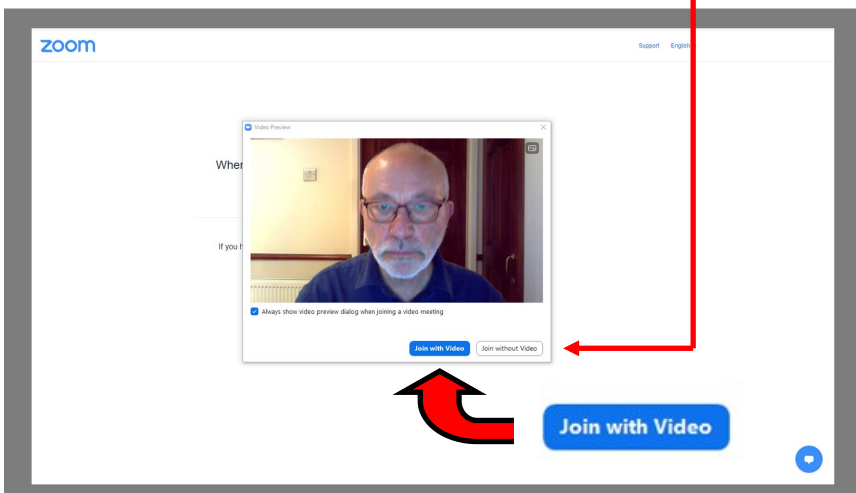 zoom
Support English
Video Preview
When
If you h
Always show video preview dialog when joining a video meeting
Join with Video Join without Video
Join with Video